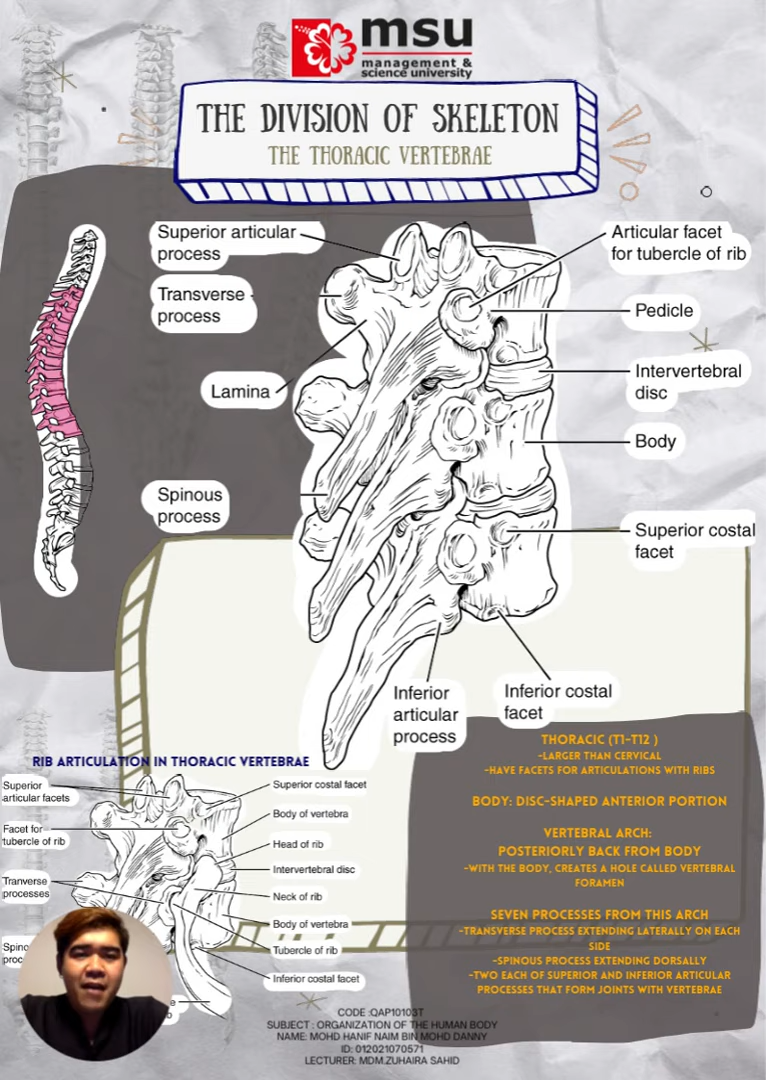 msu
management &
science university
THE DIVISION OF SKELETON
THE THORACIC VERTEBRAE
Superior articular
process
Transverse
process
Lamina
Spinous
process
Articular facet
for tubercle of rib
Pedicle
Intervertebral
disc
Body
Superior costal
facet
Inferior costal
facet
Inferior
articular
process
RIB ARTICULATION IN THORACIC VERTEBRAE
Superior
articular facets
Facet for
tubercle of rib
Tranverse
processes
Superior costal facet
Body of vertebra
Head of rib
Intervertebral disc
Neck of rib
Body of vertebra
Tubercle of rib
Inferior costal facet
THORACIC (T1-T12 )
-LARGER THAN CERVICAL
-HAVE FACETS FOR ARTICULATIONS WITH RIBS
BODY: DISC-SHAPED ANTERIOR PORTION
VERTEBRAL ARCH:
POSTERIORLY BACK FROM BODY
-WITH THE BODY, CREATES A HOLE CALLED VERTEBRAL
FORAMEN
SEVEN PROCESSES FROM THIS ARCH
-TRANSVERSE PROCESS EXTENDING LATERALLY ON EACH
SIDE
-SPINOUS PROCESS EXTENDING DORSALLY
-TWO EACH OF SUPERIOR AND INFERIOR ARTICULAR
PROCESSES THAT FORM JOINTS WITH VERTEBRAE
CODE :QAP10103T
SUBJECT : ORGANIZATION OF THE HUMAN BODY
NAME: MOHD HANIF NAIM BIN MOHD DANNY
ID: 012021070571
LECTURER: MDM.ZUHAIRA SAHID